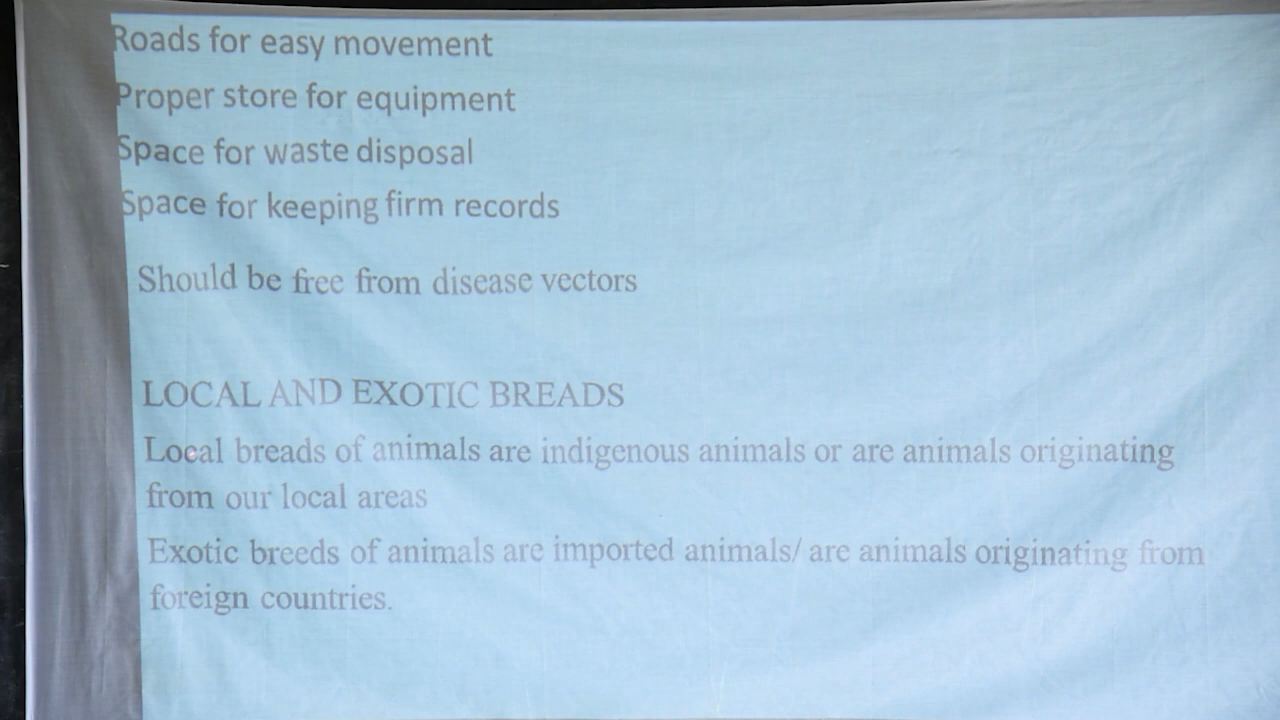 Roads for easy movement
Proper store for equipment
Space for waste disposal
Space for keeping firm records
Should be free from disease vectors
LOCAL AND EXOTIC BREADS
Local breads of animals are indigenous animals or are animals originating
from our local areas
Exotic breeds of animals are imported animals/ are animals originating from
foreign countries.